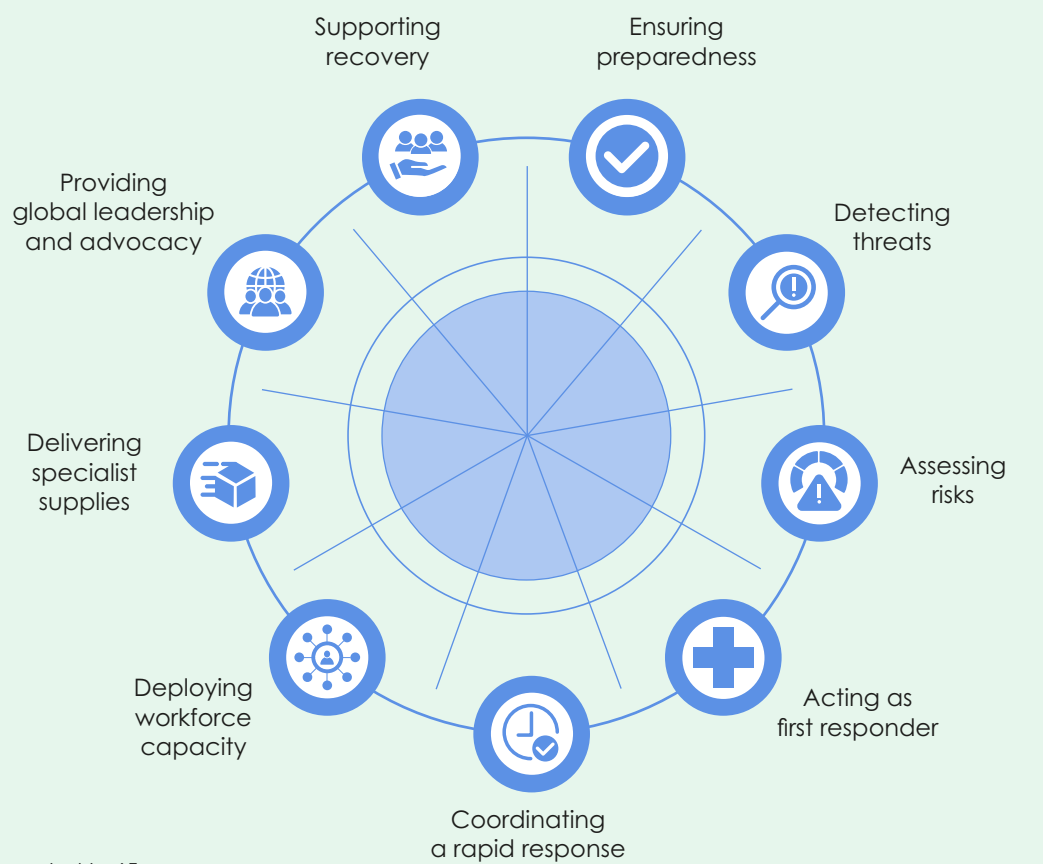 Supporting
recovery
Ensuring
preparedness
Providing
global leadership
and advocacy
Detecting
threats
Delivering
specialist
supplies
Assessing
risks
Deploying
workforce
capacity
Acting as
first responder
Coordinating
a rapid response